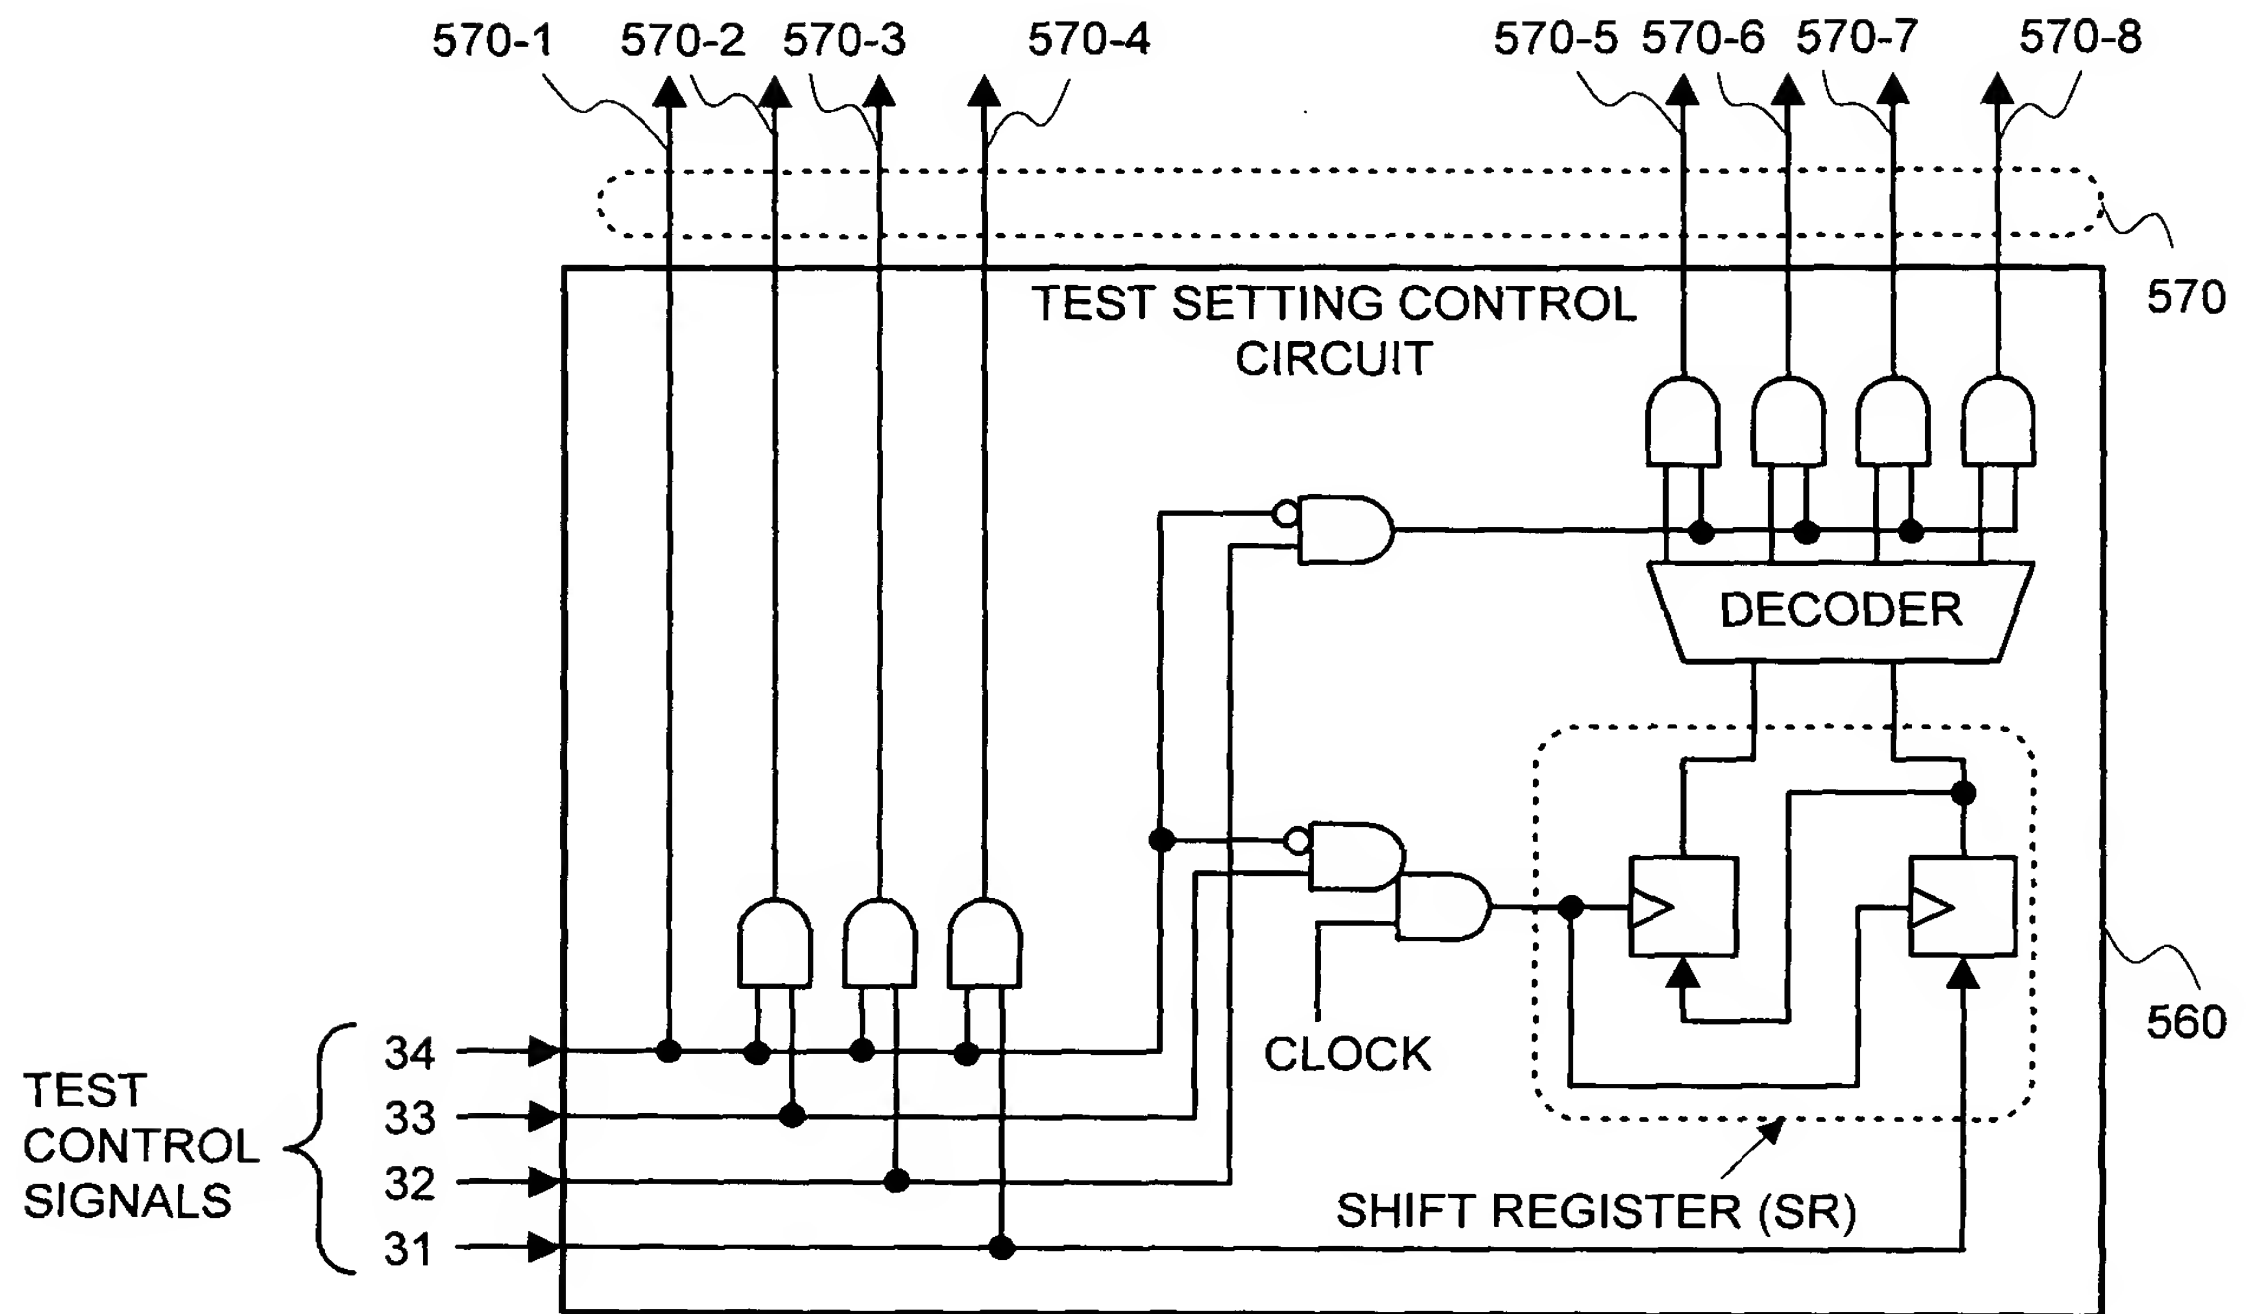 570-1 570-2 570-3 570-4 570-5 570-6 570-7 570-8
570
TEST SETTING CONTROL
CIRCUIT
DECODER
CLOCK
560
TEST
CONTROL
SIGNALS
34
33
32
31
SHIFT REGISTER (SR)